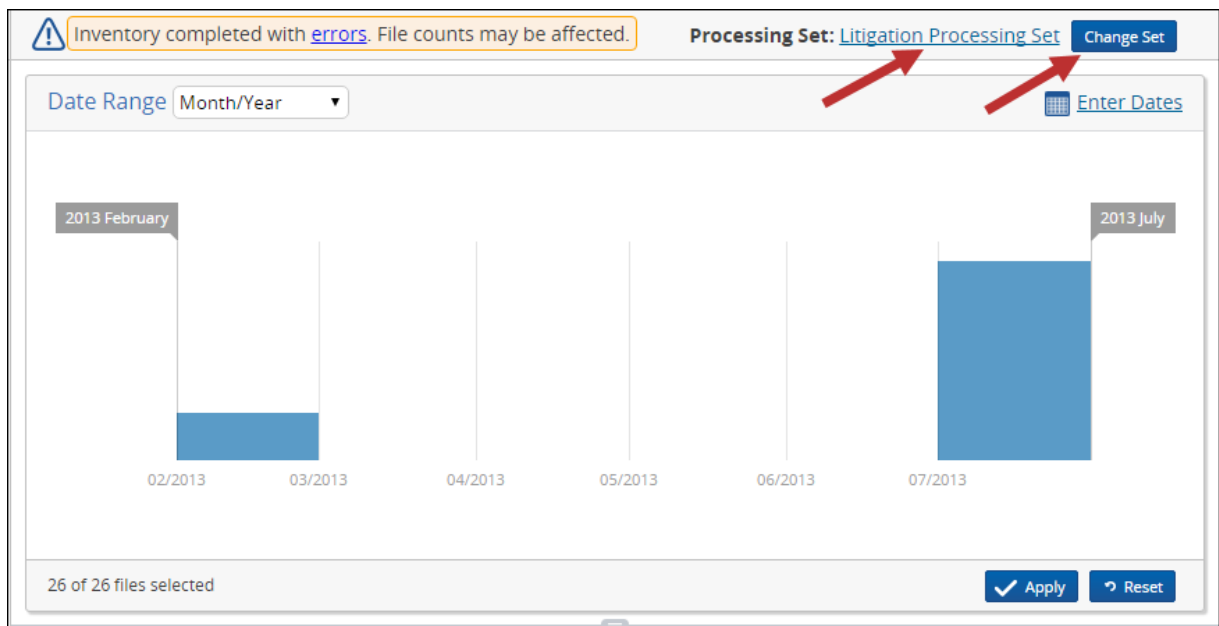 Inventory completed with errors. File counts may be affected. Processing Set: Litigation Processing Set Change Set
Date Range Month/Year Enter Dates
2013 February 2013 July
02/2013 03/2013 04/2013 05/2013 06/2013 07/2013
26 of 26 files selected Apply Reset